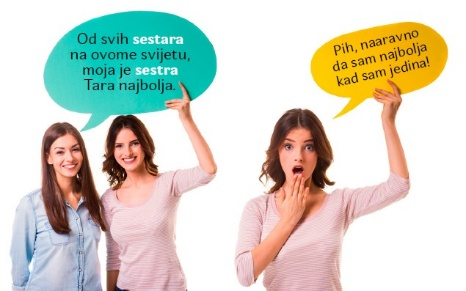 Od svih sestara
na ovome svijetu,
moja je sestra
Tara najbolja.
Pih, naaravno
da sam najbolja
kad sam jedina!